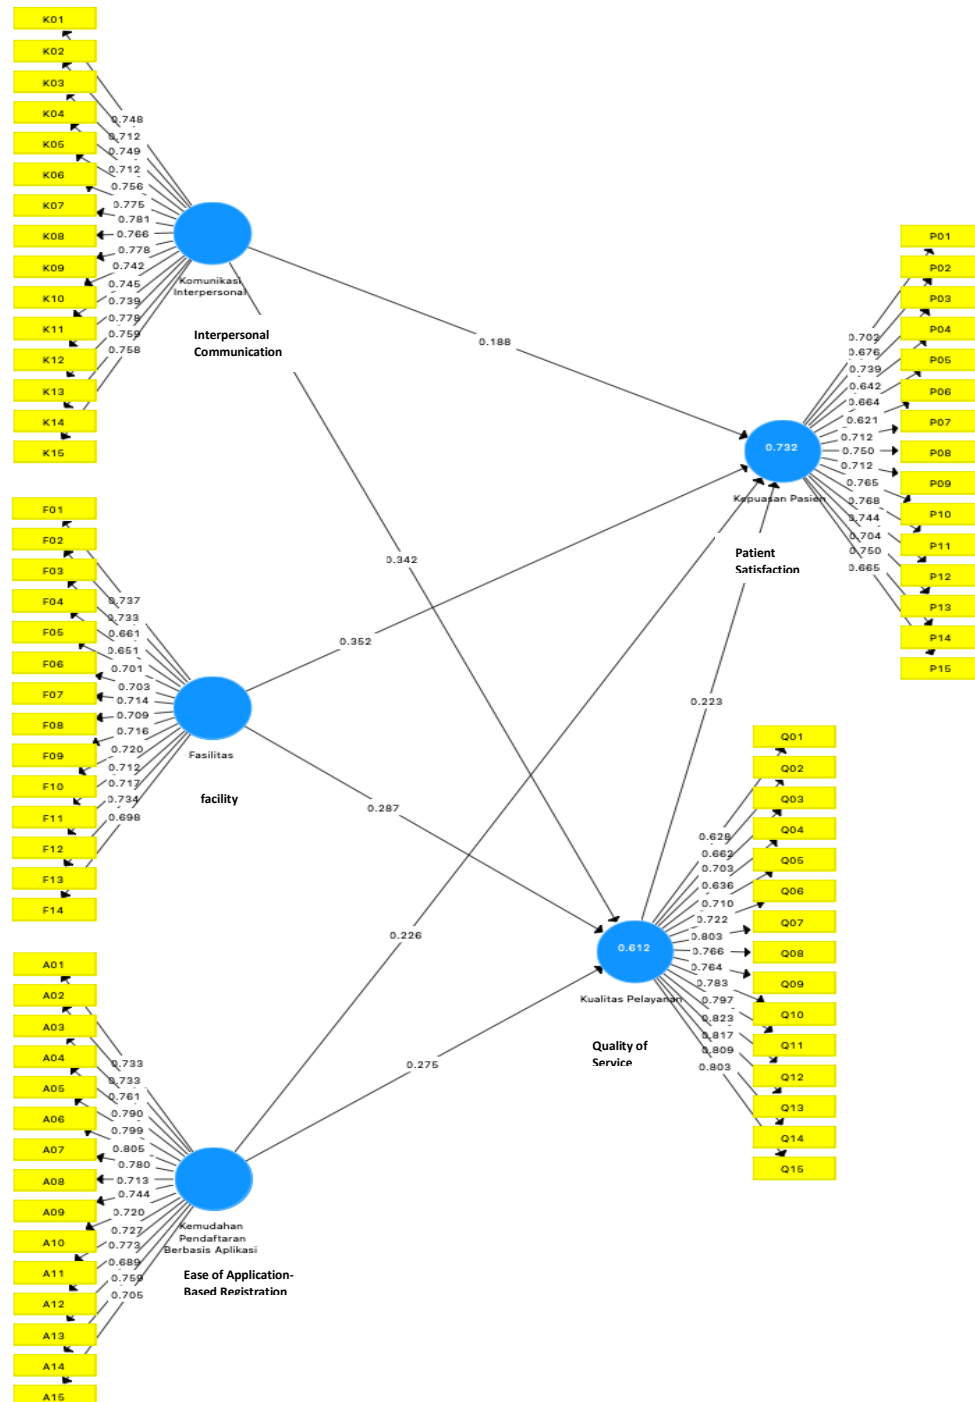 K01
K02
K03
K04
K05
K06
K07
K08
K09
K10
K11
K12
K13
K14
K15
0.748
0.712
0.749
0.712
0.756
0.775
0.781
0.766
0.778
0.742
0.745
0.739
0.778
0.759
0.758
Komunikasi
Interpersonal
Interpersonal
Communication
0.188
0.342
P01
P02
P03
P04
P05
P06
P07
P08
P09
P10
P11
P12
P13
P14
P15
0.702
0.676
0.739
0.642
0.664
0.621
0.712
0.750
0.712
0.765
0.768
0.744
0.704
0.750
0.665
0.732
Kepuasan Pasien
Patient
Satisfaction
F01
F02
F03
F04
F05
F06
F07
F08
F09
F10
F11
F12
F13
F14
0.737
0.733
0.661
0.651
0.701
0.703
0.714
0.709
0.716
0.720
0.712
0.717
0.734
0.698
Fasilitas
facility
0.352
0.287
0.223
0.226
0.275
Q01
Q02
Q03
Q04
Q05
Q06
Q07
Q08
Q09
Q10
Q11
Q12
Q13
Q14
Q15
0.628
0.662
0.703
0.636
0.710
0.722
0.803
0.766
0.764
0.783
0.797
0.823
0.817
0.809
0.803
0.612
Kualitas Pelayanan
Quality of
Service
A01
A02
A03
A04
A05
A06
A07
A08
A09
A10
A11
A12
A13
A14
A15
0.733
0.733
0.761
0.790
0.799
0.805
0.780
0.713
0.744
0.720
0.727
0.773
0.689
0.759
0.705
Kemudahan
Pendaftaran
Berbasis Aplikasi
Ease of Application-
Based Registration